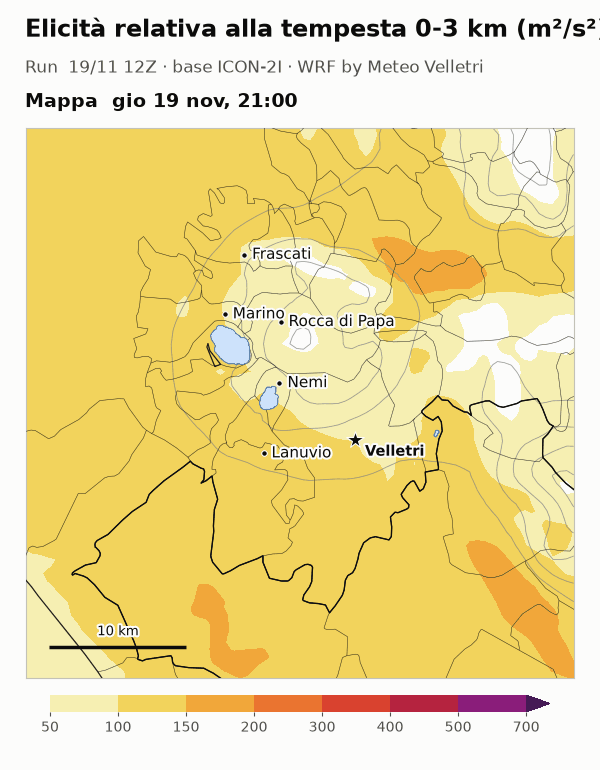 Elicità relativa alla tempesta 0-3 km (m²/s²)
Run  19/11 12Z · base ICON-2I · WRF by Meteo Velletri
Mappa  gio 19 nov, 21:00
Frascati
Marino
Rocca di Papa
Nemi
Velletri
Lanuvio
10 km
50 100 150 200 300 400 500 700